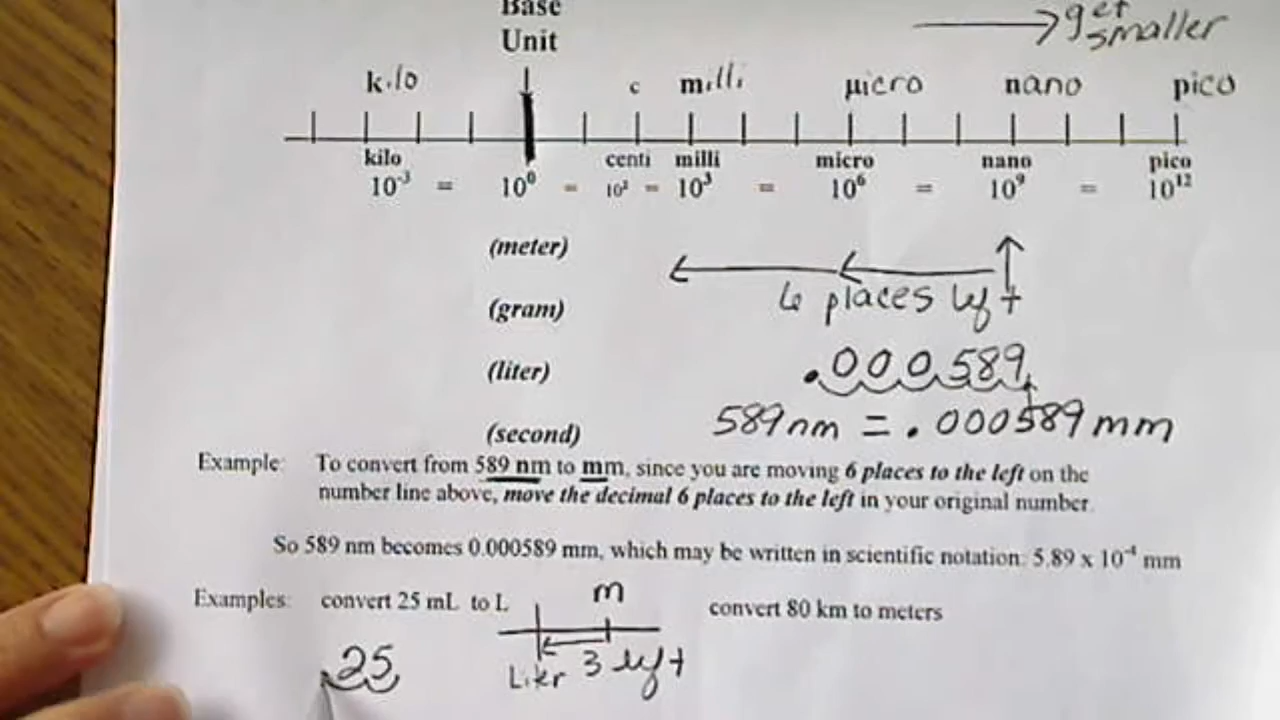 Base
Unit
→ get smaller
kilo c milli µicro nano pico
kilo centi milli micro nano pico
10⁻³ = 10⁰ = 10² = 10³ = 10⁶ = 10⁹ = 10¹²
(meter)
6 places left
(gram)
(liter)
.000589
589 nm = .000589 mm
(second)
Example: To convert from 589 nm to mm, since you are moving 6 places to the left on the
number line above, move the decimal 6 places to the left in your original number.
So 589 nm becomes 0.000589 mm, which may be written in scientific notation: 5.89 x 10⁻⁴ mm
Examples: convert 25 mL to L m convert 80 km to meters
.25 Liter 3 left